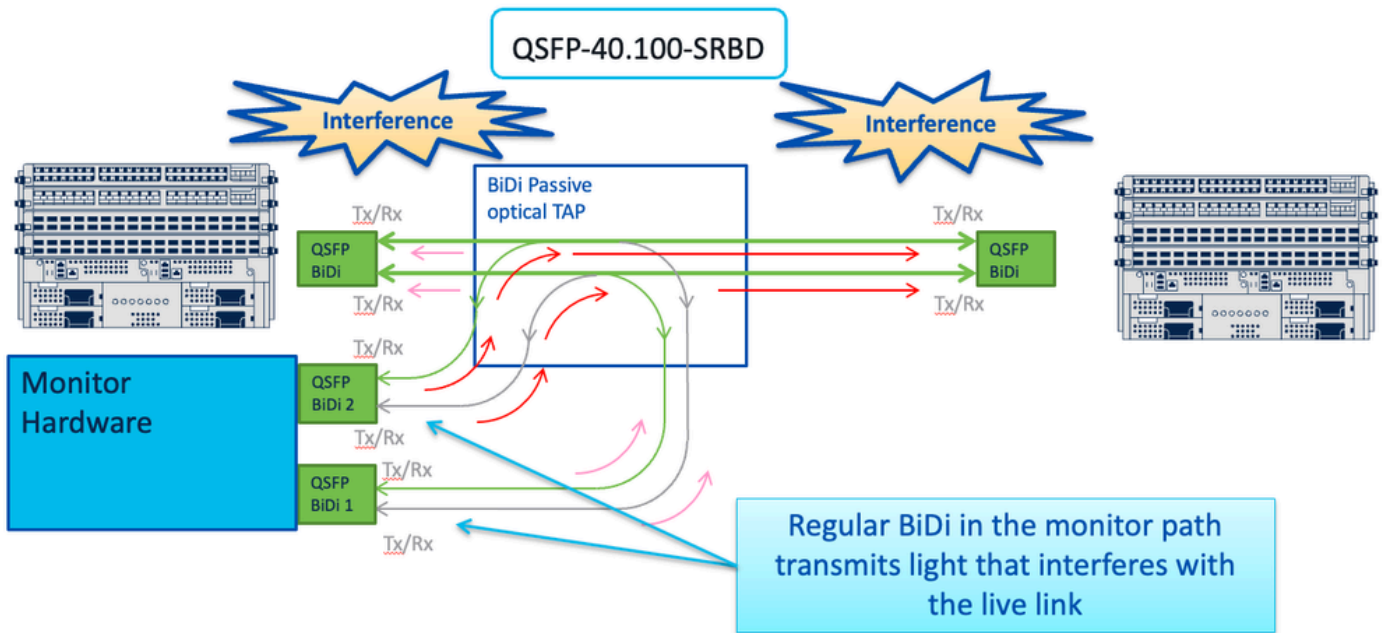 QSFP-40.100-SRBD
Interference
Interference
BiDi Passive
optical TAP
Tx/Rx
Tx/Rx
QSFP
BiDi
QSFP
BiDi
Tx/Rx
Tx/Rx
Tx/Rx
Monitor
Hardware
QSFP
BiDi 2
Tx/Rx
Tx/Rx
QSFP
BiDi 1
Tx/Rx
Regular BiDi in the monitor path
transmits light that interferes with
the live link